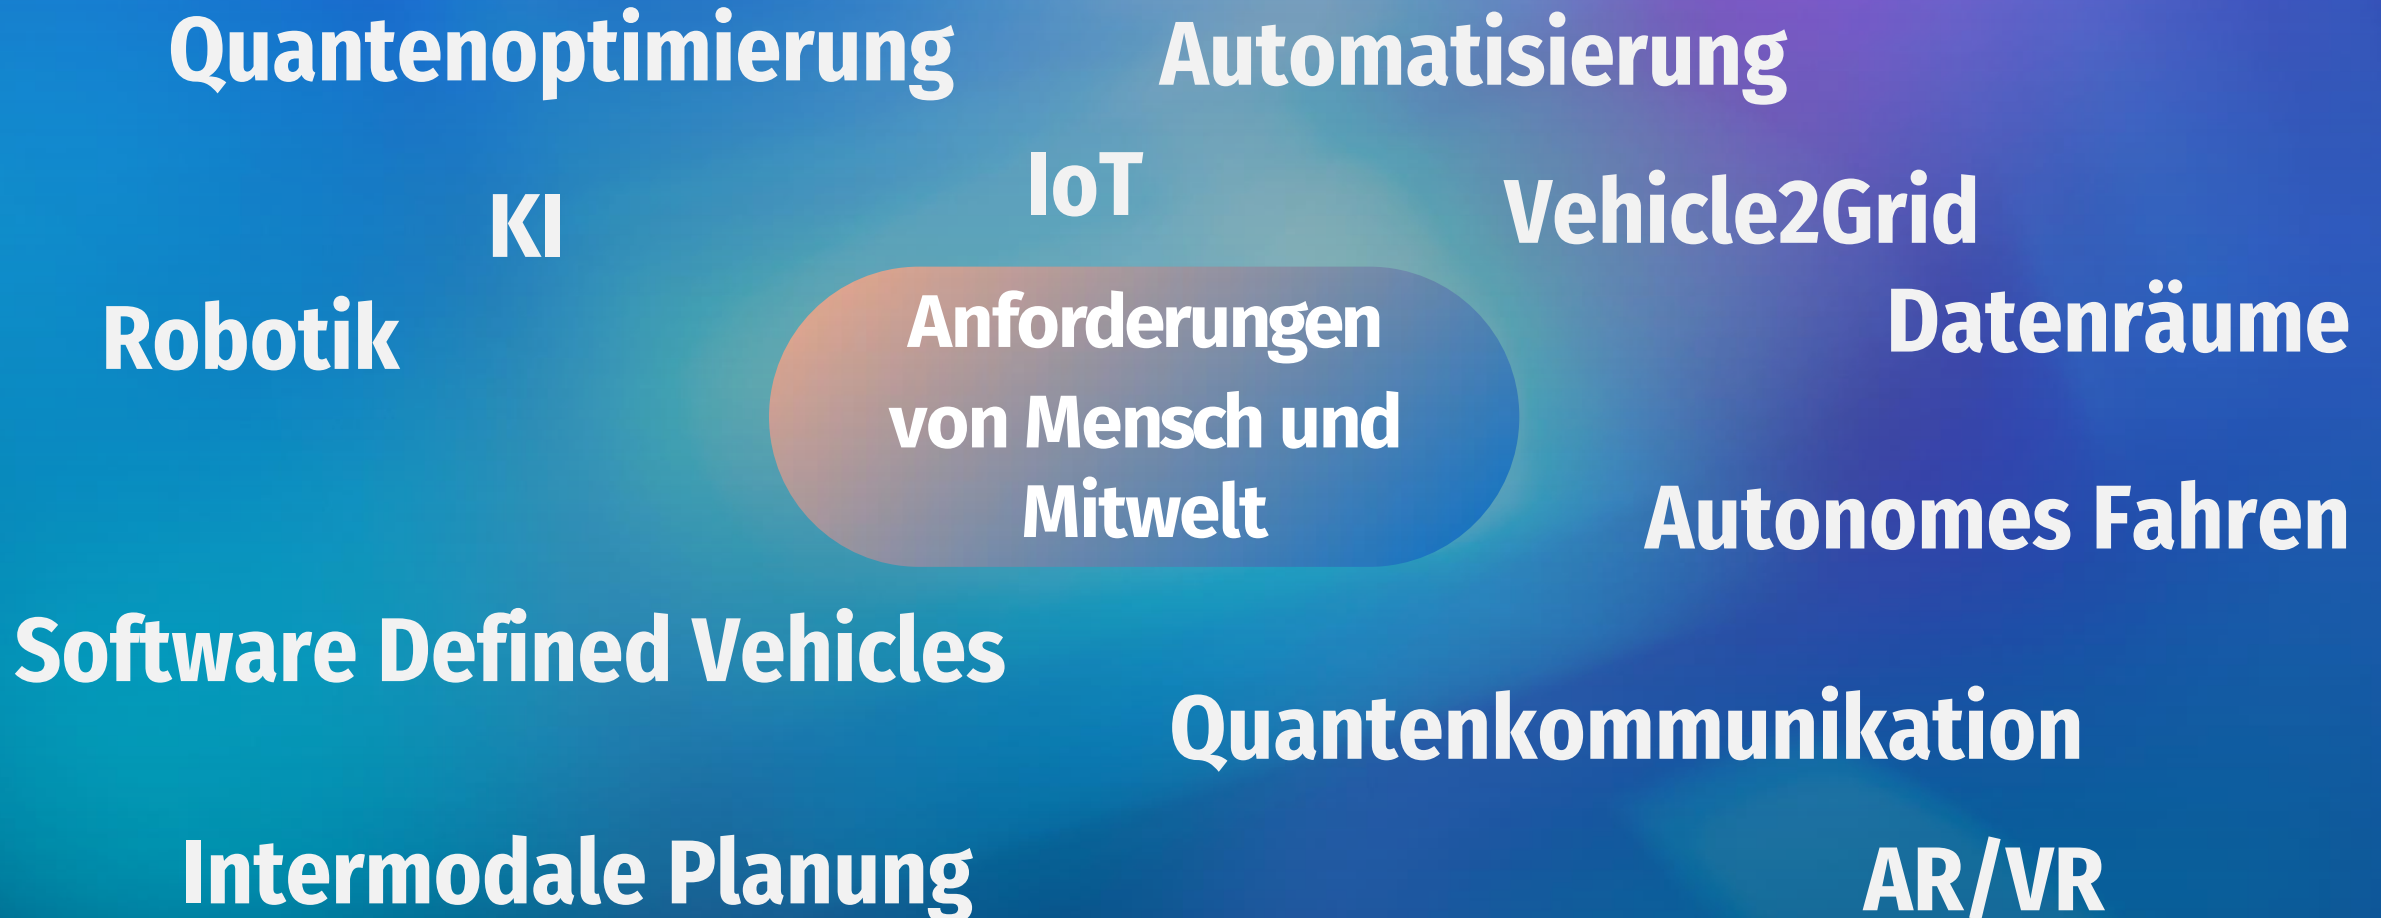 Quantenoptimierung
Automatisierung
IoT
KI
Vehicle2Grid
Robotik
Datenräume
Anforderungen
von Mensch und
Mitwelt
Autonomes Fahren
Software Defined Vehicles
Quantenkommunikation
Intermodale Planung
AR/VR